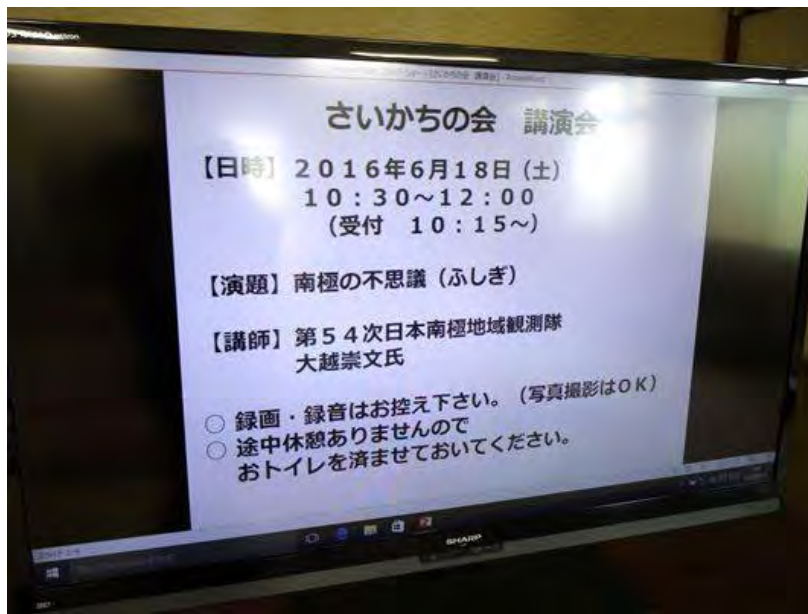 さいかちの会 講演会
【日時】２０１６年６月１８日（土）
１０：３０～１２：００
（受付 １０：１５～）
【演題】南極の不思議（ふしぎ）
【講師】第５４次日本南極地域観測隊
大越崇文氏
○ 録画・録音はお控え下さい。（写真撮影はＯＫ）
○ 途中休憩ありませんので
おトイレを済ませておいてください。
SHARP